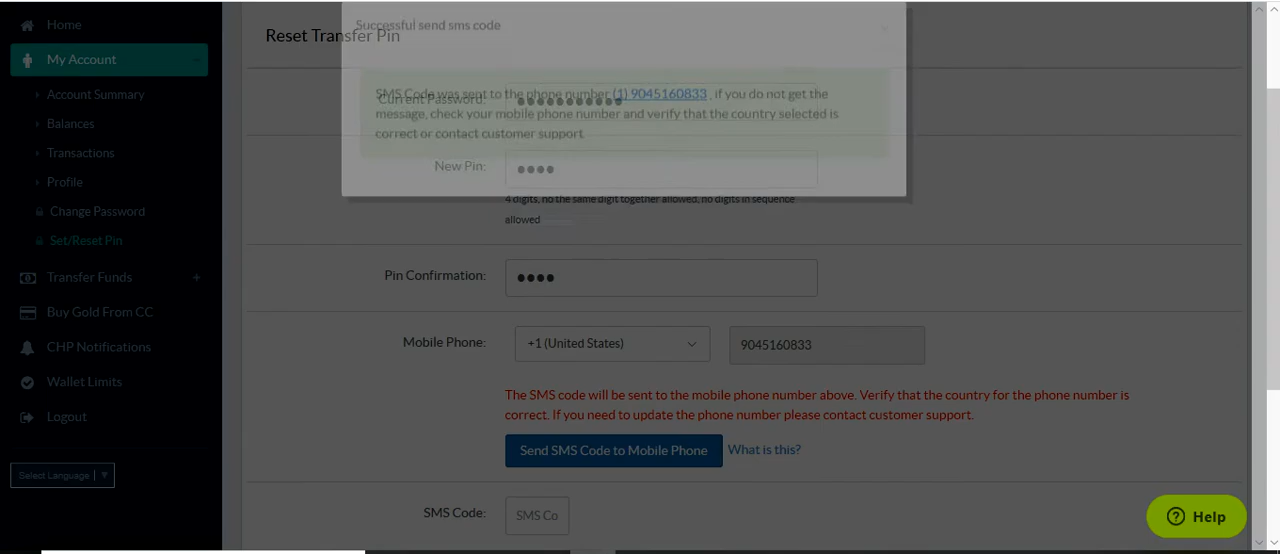 Home
My Account
Account Summary
Balances
Transactions
Profile
Change Password
Set/Reset Pin
Transfer Funds +
Buy Gold From CC
CHP Notifications
Wallet Limits
Logout
Select Language ▼
Reset Transfer Pin
Successful send sms code
×
SMS Code was sent to the phone number (1) 9045160833 , if you do not get the
message, check your mobile phone number and verify that the country selected is
correct or contact customer support
Current Password: ●●●●●●●●●●●
New Pin: ●●●●
4 digits, no the same digit together allowed, no digits in sequence
allowed
Pin Confirmation: ●●●●
Mobile Phone: +1 (United States) 9045160833
The SMS code will be sent to the mobile phone number above. Verify that the country for the phone number is
correct. If you need to update the phone number please contact customer support.
Send SMS Code to Mobile Phone What is this?
SMS Code: SMS Co
Help